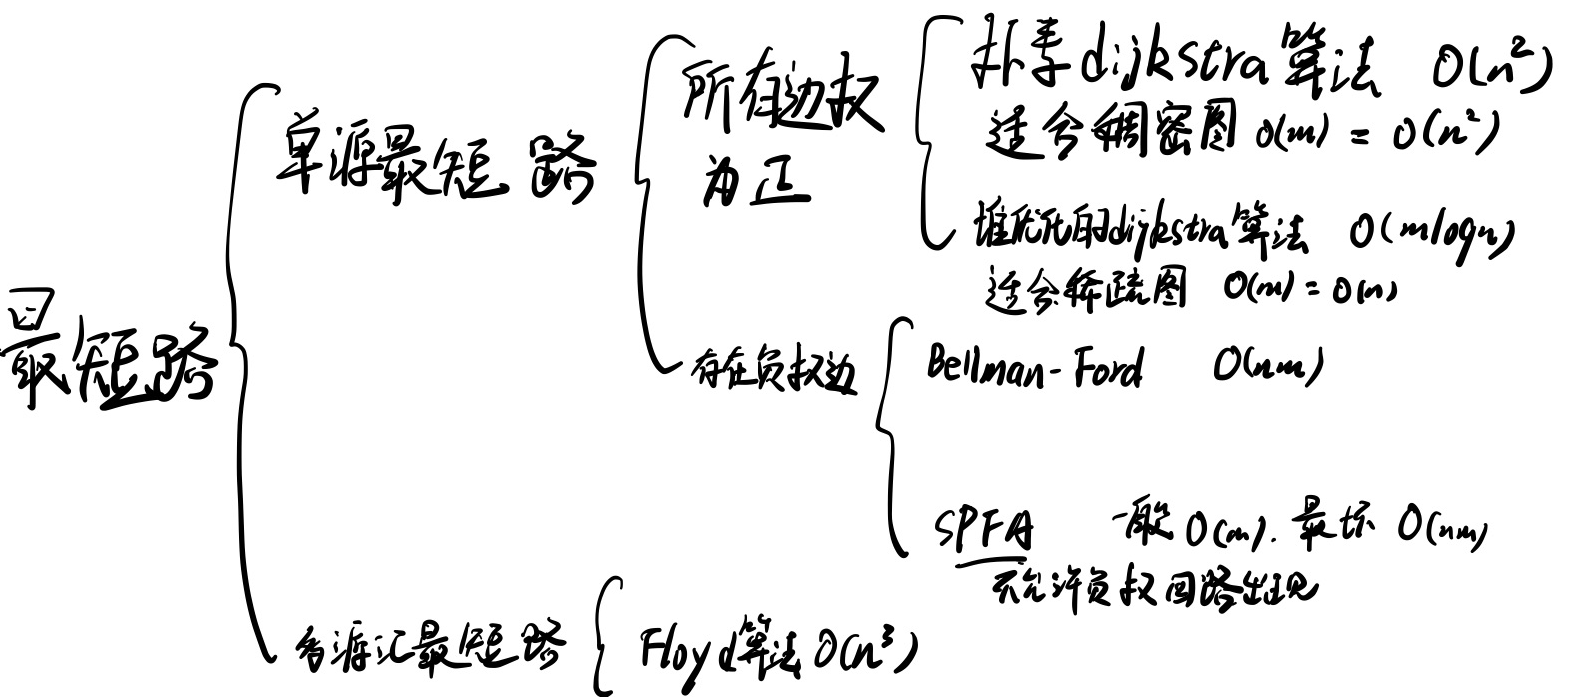 最短路
单源最短路
所有边权
为正
朴素dijkstra算法 O(n²)
适合稠密图 O(m) = O(n²)
堆优化的dijkstra算法 O(mlogn)
适合稀疏图 O(m) = O(n)
存在负权边
Bellman-Ford O(nm)
SPFA 一般 O(m). 最坏 O(nm)
不允许负权回路出现
多源汇最短路
Floyd算法 O(n³)